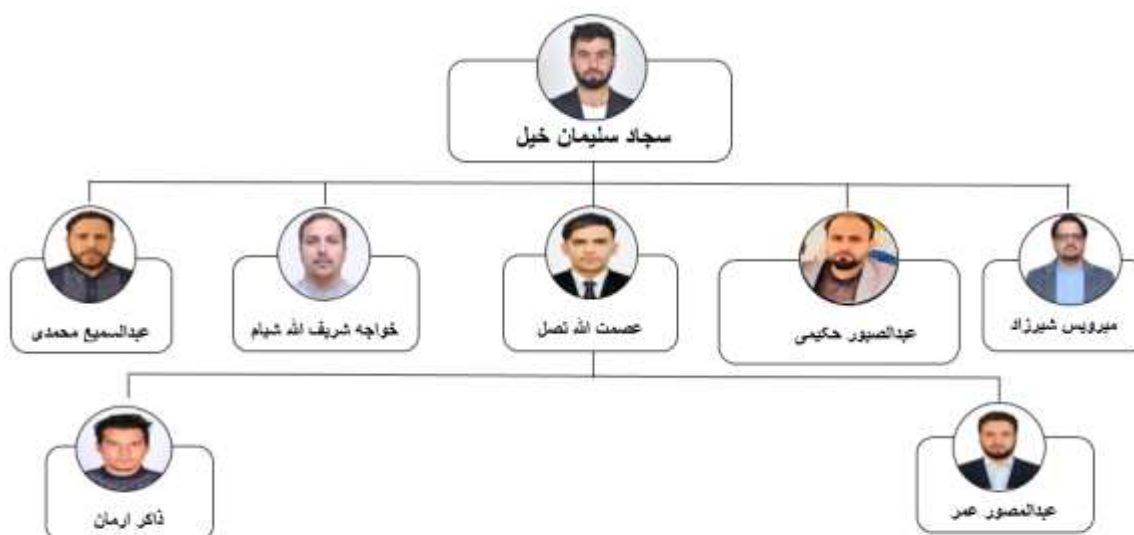 سجاد سلیمان خیل
میرویس شیرزاد
عبدالصبور حکیمی
عصمت الله تصل
خواجه شریف الله شیام
عبدالسمیع محمدی
عبدالمصور عمر
ذاکر ارمان